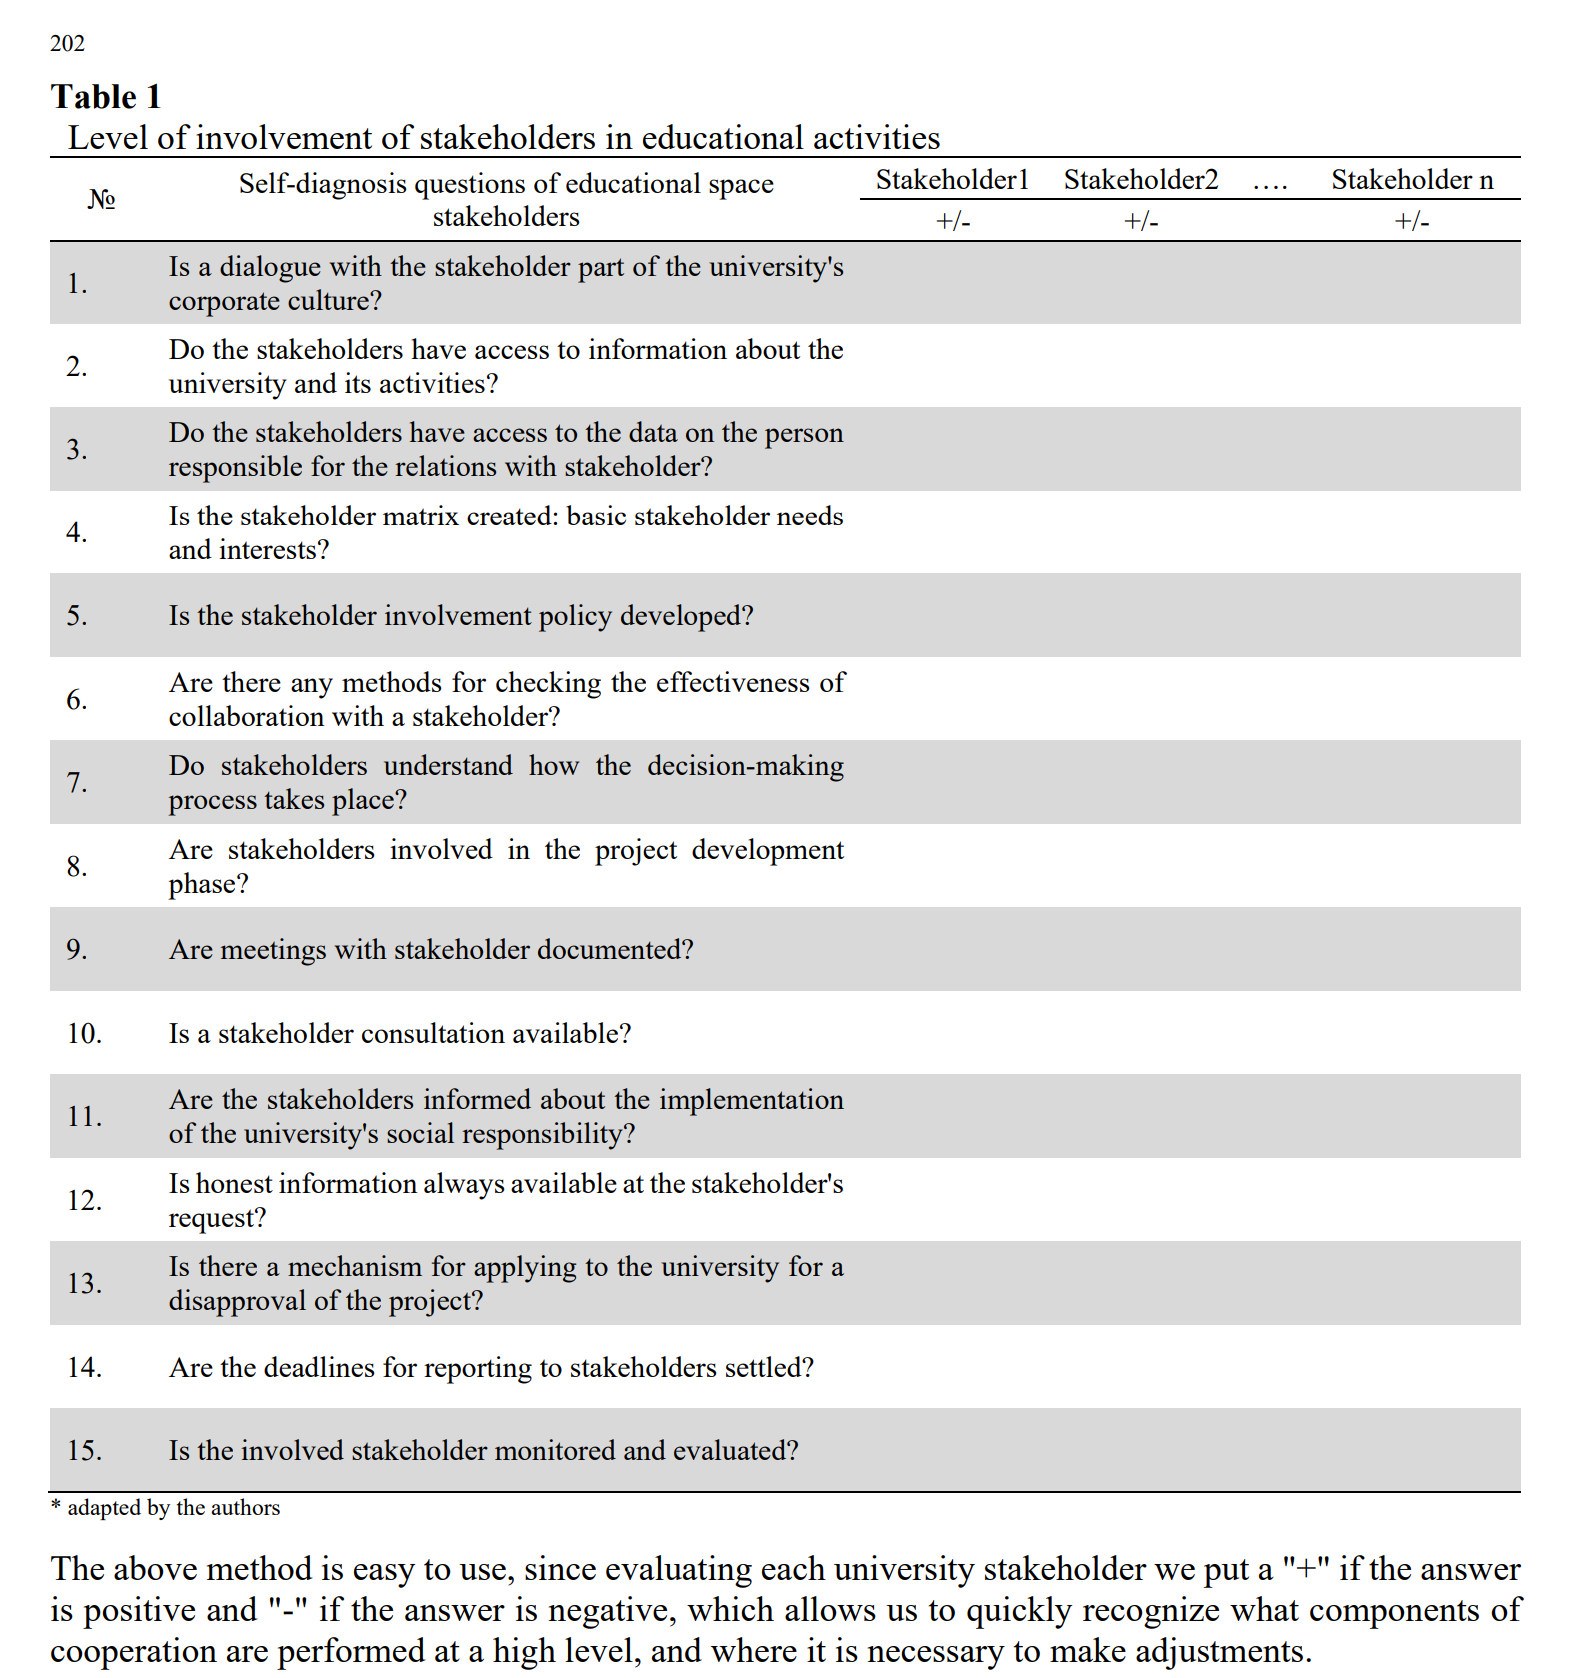 202
Table 1
Level of involvement of stakeholders in educational activities
№
Self-diagnosis questions of educational space
stakeholders
Stakeholder1 Stakeholder2 …. Stakeholder n
+/- +/- +/-
1.
Is a dialogue with the stakeholder part of the university's
corporate culture?
2.
Do the stakeholders have access to information about the
university and its activities?
3.
Do the stakeholders have access to the data on the person
responsible for the relations with stakeholder?
4.
Is the stakeholder matrix created: basic stakeholder needs
and interests?
5. Is the stakeholder involvement policy developed?
6.
Are there any methods for checking the effectiveness of
collaboration with a stakeholder?
7.
Do stakeholders understand how the decision-making
process takes place?
8.
Are stakeholders involved in the project development
phase?
9. Are meetings with stakeholder documented?
10. Is a stakeholder consultation available?
11.
Are the stakeholders informed about the implementation
of the university's social responsibility?
12.
Is honest information always available at the stakeholder's
request?
13.
Is there a mechanism for applying to the university for a
disapproval of the project?
14. Are the deadlines for reporting to stakeholders settled?
15. Is the involved stakeholder monitored and evaluated?
* adapted by the authors
The above method is easy to use, since evaluating each university stakeholder we put a "+" if the answer
is positive and "-" if the answer is negative, which allows us to quickly recognize what components of
cooperation are performed at a high level, and where it is necessary to make adjustments.